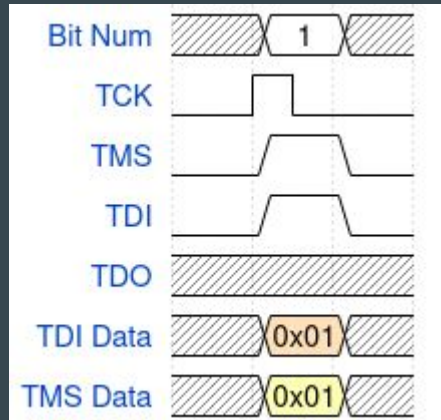 Bit Num 1
TCK
TMS
TDI
TDO
TDI Data 0x01
TMS Data 0x01